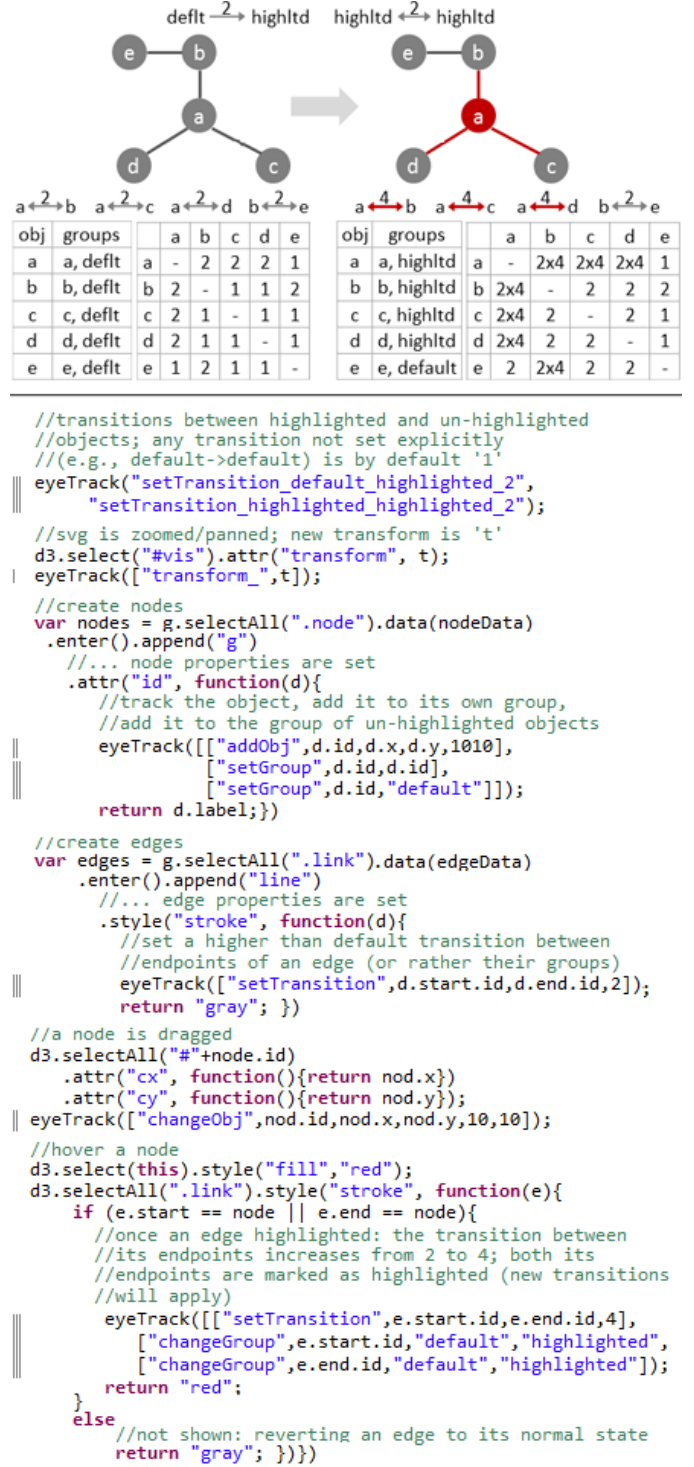 deflt 2 highltd highltd 2 highltd
e b e b
a a
d c d c
a 2 b a 2 c a 2 d b 2 e a 4 b a 4 c a 4 d b 2 e
obj groups a b c d e obj groups a b c d e
a a, deflt a - 2 2 2 1 a a, highltd a - 2x4 2x4 2x4 1
b b, deflt b 2 - 1 1 2 b b, highltd b 2x4 - 2 2 2
c c, deflt c 2 1 - 1 1 c c, highltd c 2x4 2 - 2 1
d d, deflt d 2 1 1 - 1 d d, highltd d 2x4 2 2 - 1
e e, deflt e 1 2 1 1 - e e, default e 2 2x4 2 2 -
//transitions between highlighted and un-highlighted
//objects; any transition not set explicitly
//(e.g., default->default) is by default '1'
eyeTrack("setTransition_default_highlighted_2",
"setTransition_highlighted_highlighted_2");
//svg is zoomed/panned; new transform is 't'
d3.select("#vis").attr("transform", t);
eyeTrack(["transform_",t]);
//create nodes
var nodes = g.selectAll(".node").data(nodeData)
.enter().append("g")
//... node properties are set
.attr("id", function(d){
//track the object, add it to its own group,
//add it to the group of un-highlighted objects
eyeTrack([["addObj",d.id,d.x,d.y,1010],
["setGroup",d.id,d.id],
["setGroup",d.id,"default"]]);
return d.label;})
//create edges
var edges = g.selectAll(".link").data(edgeData)
.enter().append("line")
//... edge properties are set
.style("stroke", function(d){
//set a higher than default transition between
//endpoints of an edge (or rather their groups)
eyeTrack(["setTransition",d.start.id,d.end.id,2]);
return "gray"; })
//a node is dragged
d3.selectAll("#"+node.id)
.attr("cx", function(){return nod.x})
.attr("cy", function(){return nod.y});
eyeTrack(["changeObj",nod.id,nod.x,nod.y,10,10]);
//hover a node
d3.select(this).style("fill","red");
d3.selectAll(".link").style("stroke", function(e){
if (e.start == node || e.end == node){
//once an edge highlighted: the transition between
//its endpoints increases from 2 to 4; both its
//endpoints are marked as highlighted (new transitions
//will apply)
eyeTrack([["setTransition",e.start.id,e.end.id,4],
["changeGroup",e.start.id,"default","highlighted",
["changeGroup",e.end.id,"default","highlighted"]);
return "red";
}
else
//not shown: reverting an edge to its normal state
return "gray"; })})